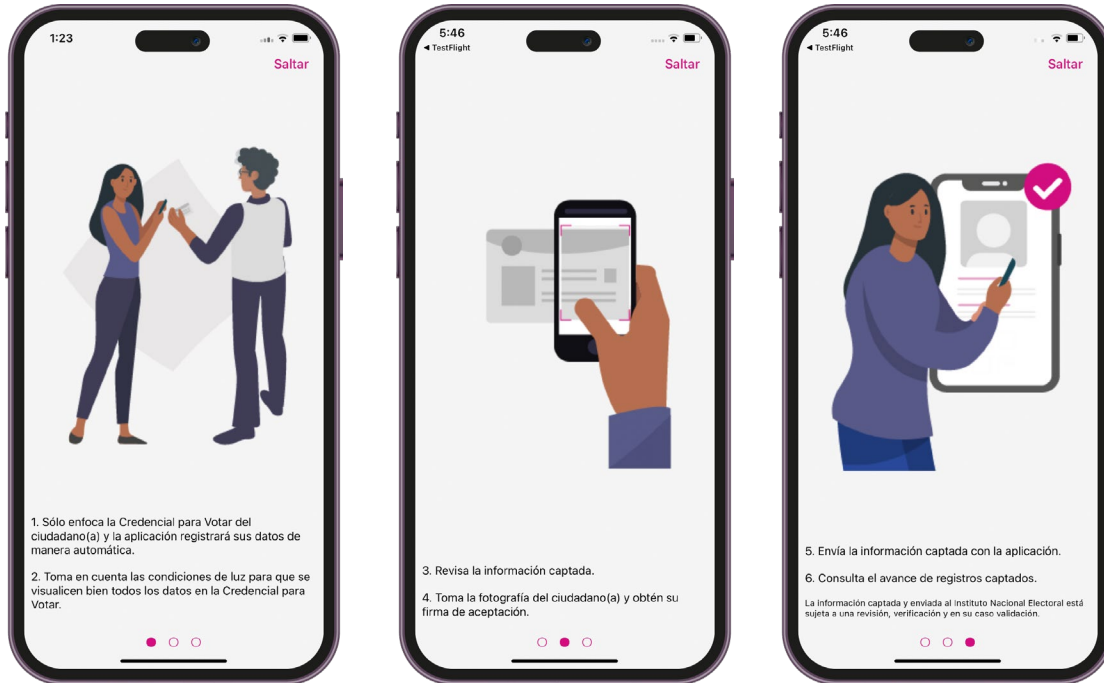 1:23
Saltar
1. Sólo enfoca la Credencial para Votar del
ciudadano(a) y la aplicación registrará sus datos de
manera automática.
2. Toma en cuenta las condiciones de luz para que se
visualicen bien todos los datos en la Credencial para
Votar.
5:46
◀ TestFlight
Saltar
3. Revisa la información captada.
4. Toma la fotografía del ciudadano(a) y obtén su
firma de aceptación.
5:46
◀ TestFlight
Saltar
5. Envía la información captada con la aplicación.
6. Consulta el avance de registros captados.
La información captada y enviada al Instituto Nacional Electoral está
sujeta a una revisión, verificación y en su caso validación.